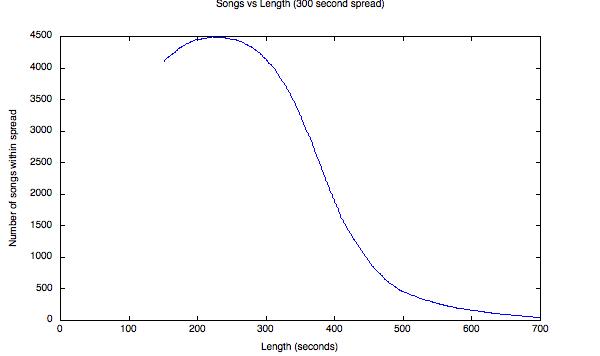 Songs vs Length (300 second spread)
4500
4000
3500
3000
2500
2000
1500
1000
500
0
Number of songs within spread
0 100 200 300 400 500 600 700
Length (seconds)